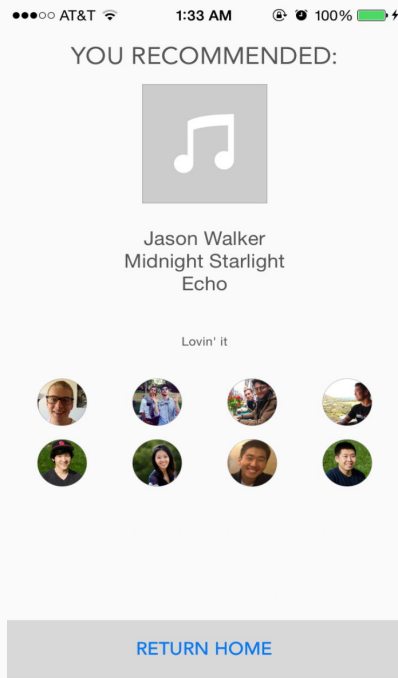 AT&T 1:33 AM 100%
YOU RECOMMENDED:
Jason Walker
Midnight Starlight
Echo
Lovin' it
RETURN HOME